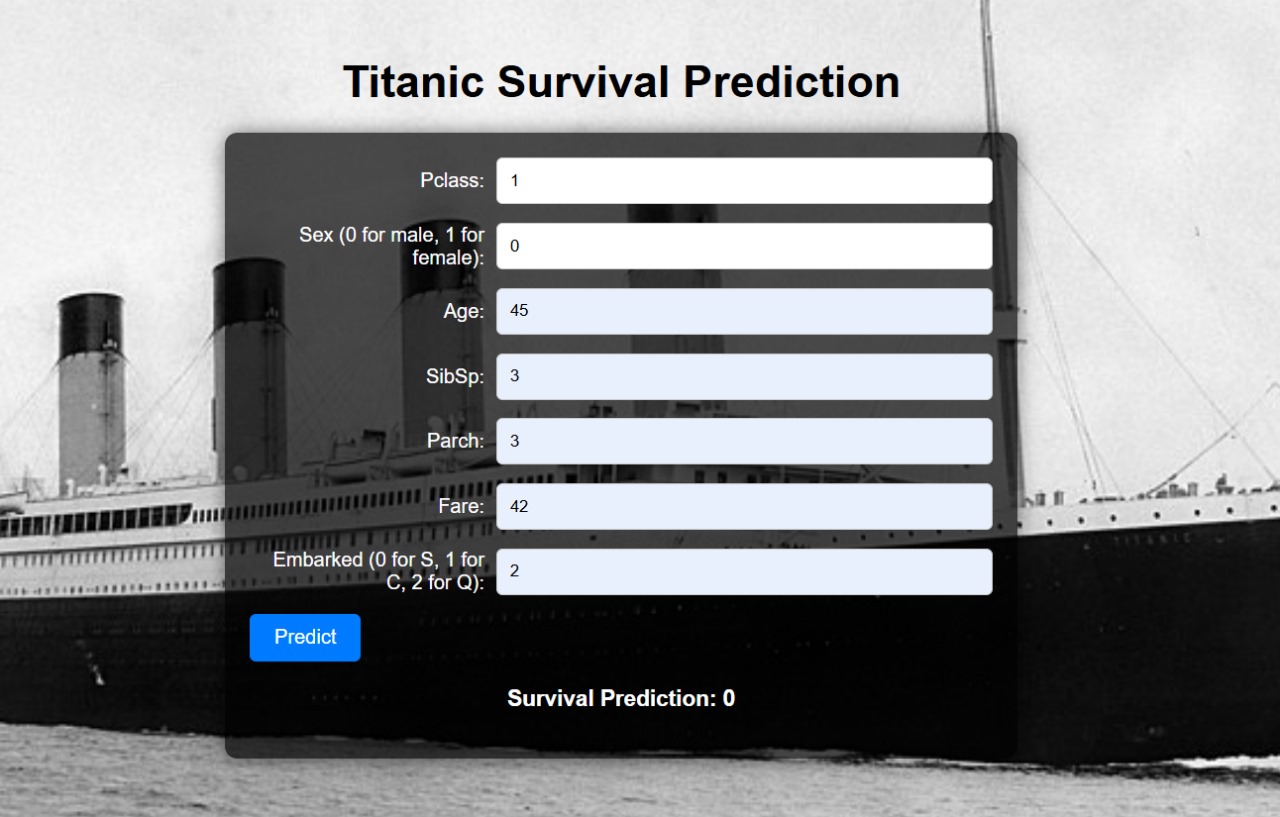 Titanic Survival Prediction
Pclass: 1
Sex (0 for male, 1 for
female): 0
Age: 45
SibSp: 3
Parch: 3
Fare: 42
Embarked (0 for S, 1 for
C, 2 for Q): 2
Predict
Survival Prediction: 0
TITANIC